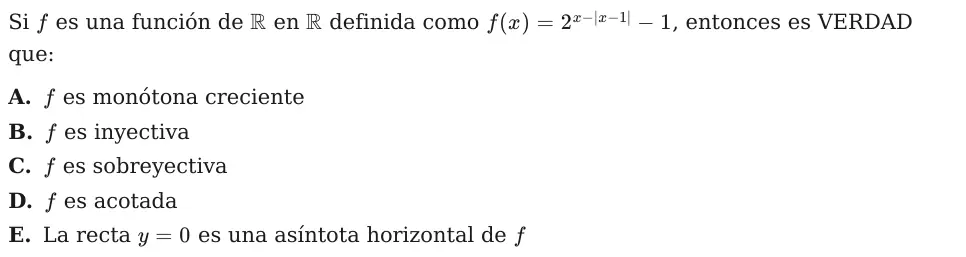 Si f es una función de ℝ en ℝ definida como f(x) = 2^{x−|x−1|} − 1, entonces es VERDAD
que:
A. f es monótona creciente
B. f es inyectiva
C. f es sobreyectiva
D. f es acotada
E. La recta y = 0 es una asíntota horizontal de f